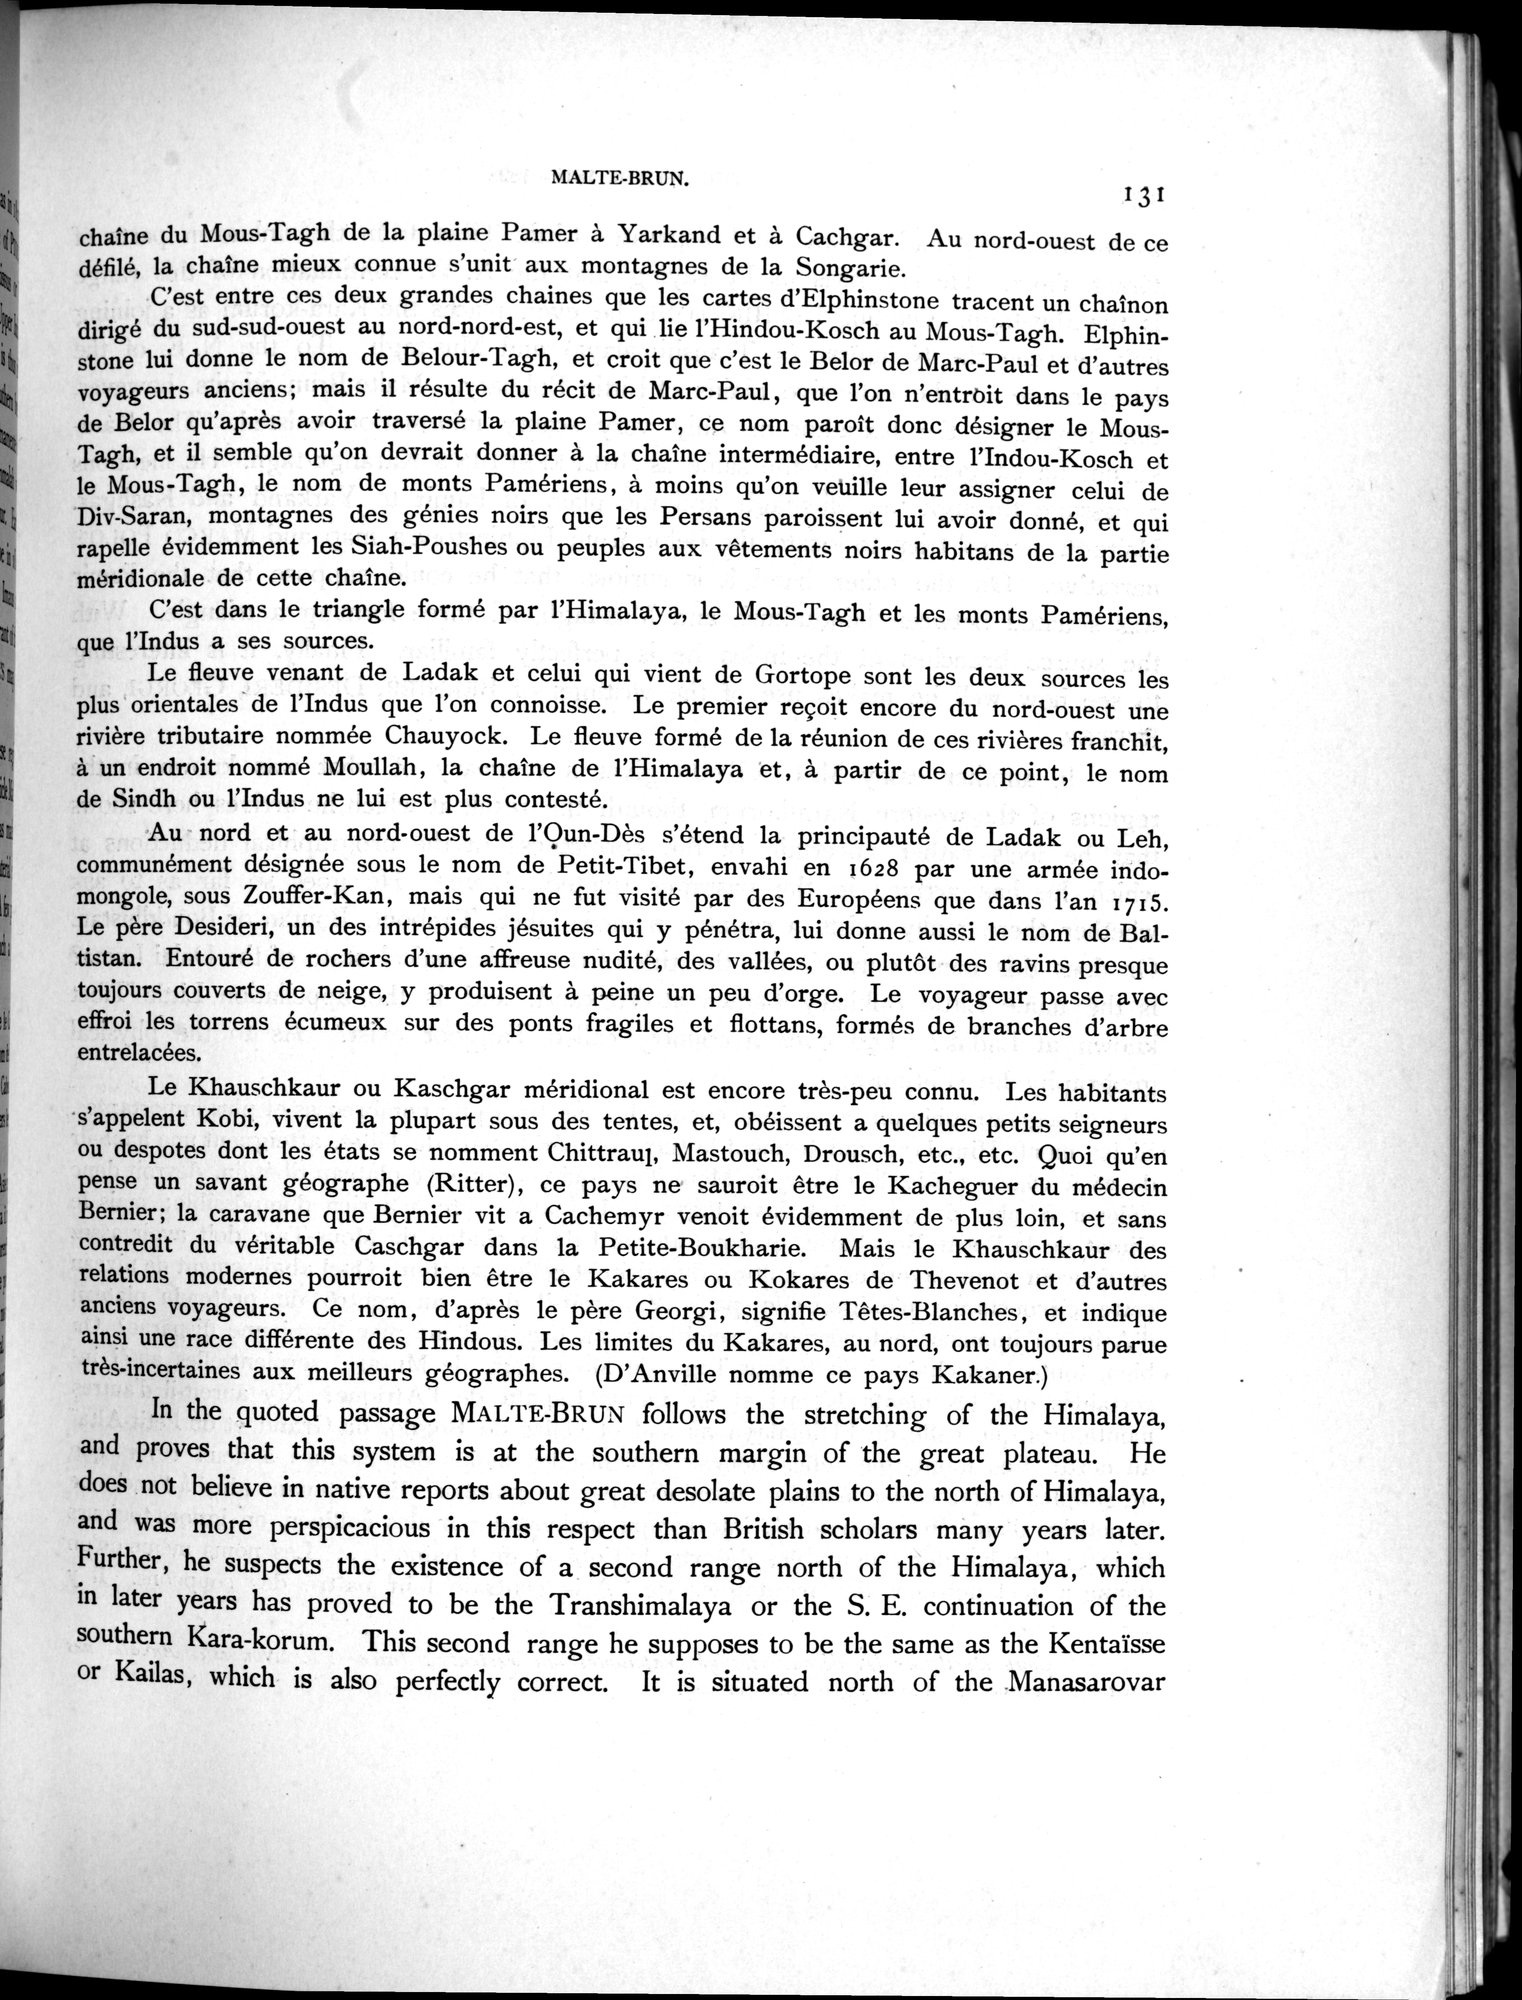 MALTE-BRUN.
131
chaîne du Mous-Tagh de la plaine Pamer à Yarkand et à Cachgar. Au nord-ouest de ce
défilé, la chaîne mieux connue s'unit aux montagnes de la Songarie.
C'est entre ces deux grandes chaines que les cartes d'Elphinstone tracent un chaînon
dirigé du sud-sud-ouest au nord-nord-est, et qui lie l'Hindou-Kosch au Mous-Tagh. Elphin-
stone lui donne le nom de Belour-Tagh, et croit que c'est le Belor de Marc-Paul et d'autres
voyageurs anciens; mais il résulte du récit de Marc-Paul, que l'on n'entroit dans le pays
de Belor qu'après avoir traversé la plaine Pamer, ce nom paroît donc désigner le Mous-
Tagh, et il semble qu'on devrait donner à la chaîne intermédiaire, entre l'Indou-Kosch et
le Mous-Tagh, le nom de monts Pamériens, à moins qu'on veuille leur assigner celui de
Div-Saran, montagnes des génies noirs que les Persans paroissent lui avoir donné, et qui
rapelle évidemment les Siah-Poushes ou peuples aux vêtements noirs habitans de la partie
méridionale de cette chaîne.
C'est dans le triangle formé par l'Himalaya, le Mous-Tagh et les monts Pamériens,
que l'Indus a ses sources.
Le fleuve venant de Ladak et celui qui vient de Gortope sont les deux sources les
plus orientales de l'Indus que l'on connoisse. Le premier reçoit encore du nord-ouest une
rivière tributaire nommée Chauyock. Le fleuve formé de la réunion de ces rivières franchit,
à un endroit nommé Moullah, la chaîne de l'Himalaya et, à partir de ce point, le nom
de Sindh ou l'Indus ne lui est plus contesté.
Au nord et au nord-ouest de l'Oun-Dès s'étend la principauté de Ladak ou Leh,
communément désignée sous le nom de Petit-Tibet, envahi en 1628 par une armée indo-
mongole, sous Zouffer-Kan, mais qui ne fut visité par des Européens que dans l'an 1715.
Le père Desideri, un des intrépides jésuites qui y pénétra, lui donne aussi le nom de Bal-
tistan. Entouré de rochers d'une affreuse nudité, des vallées, ou plutôt des ravins presque
toujours couverts de neige, y produisent à peine un peu d'orge. Le voyageur passe avec
effroi les torrens écumeux sur des ponts fragiles et flottans, formés de branches d'arbre
entrelacées.
Le Khauschkaur ou Kaschgar méridional est encore très-peu connu. Les habitants
s'appelent Kobi, vivent la plupart sous des tentes, et, obéissent a quelques petits seigneurs
ou despotes dont les états se nomment Chittraul, Mastouch, Drousch, etc., etc. Quoi qu'en
pense un savant géographe (Ritter), ce pays ne sauroit être le Kacheguer du médecin
Bernier; la caravane que Bernier vit a Cachemyr venoit évidemment de plus loin, et sans
contredit du véritable Caschgar dans la Petite-Boukharie. Mais le Khauschkaur des
relations modernes pourroit bien être le Kakares ou Kokares de Thevenot et d'autres
anciens voyageurs. Ce nom, d'après le père Georgi, signifie Têtes-Blanches, et indique
ainsi une race différente des Hindous. Les limites du Kakares, au nord, ont toujours parue
très-incertaines aux meilleurs géographes. (D'Anville nomme ce pays Kakaner.)
In the quoted passage MALTE-BRUN follows the stretching of the Himalaya,
and proves that this system is at the southern margin of the great plateau. He
does not believe in native reports about great desolate plains to the north of Himalaya,
and was more perspicacious in this respect than British scholars many years later.
Further, he suspects the existence of a second range north of the Himalaya, which
in later years has proved to be the Transhimalaya or the S. E. continuation of the
southern Kara-korum. This second range he supposes to be the same as the Kentaïsse
or Kailas, which is also perfectly correct. It is situated north of the Manasarovar